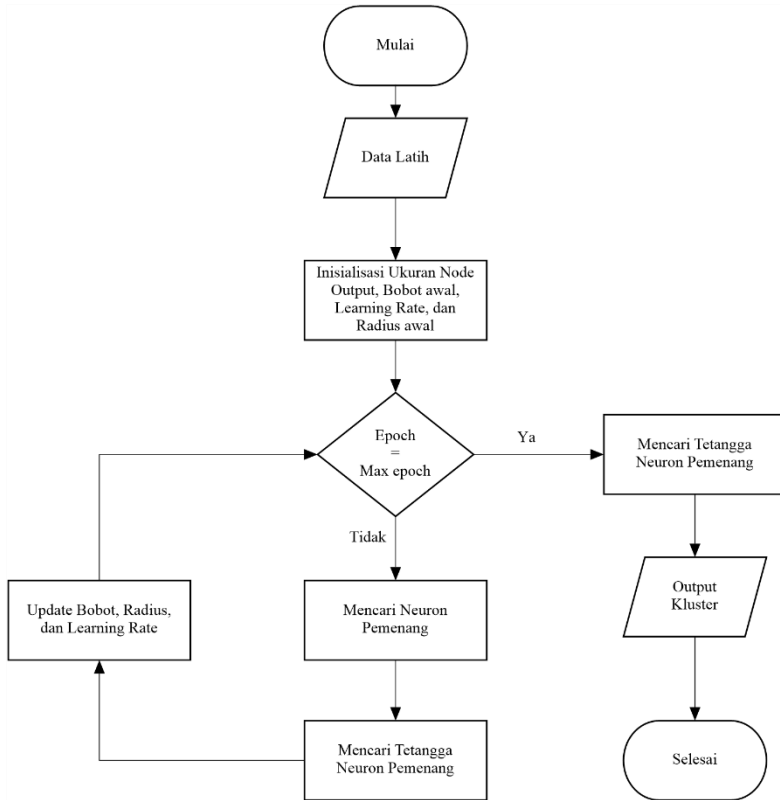 Mulai
Data Latih
Inisialisasi Ukuran Node
Output, Bobot awal,
Learning Rate, dan
Radius awal
Epoch
=
Max epoch
Ya
Mencari Tetangga
Neuron Pemenang
Tidak
Output
Kluster
Update Bobot, Radius,
dan Learning Rate
Mencari Neuron
Pemenang
Mencari Tetangga
Neuron Pemenang
Selesai